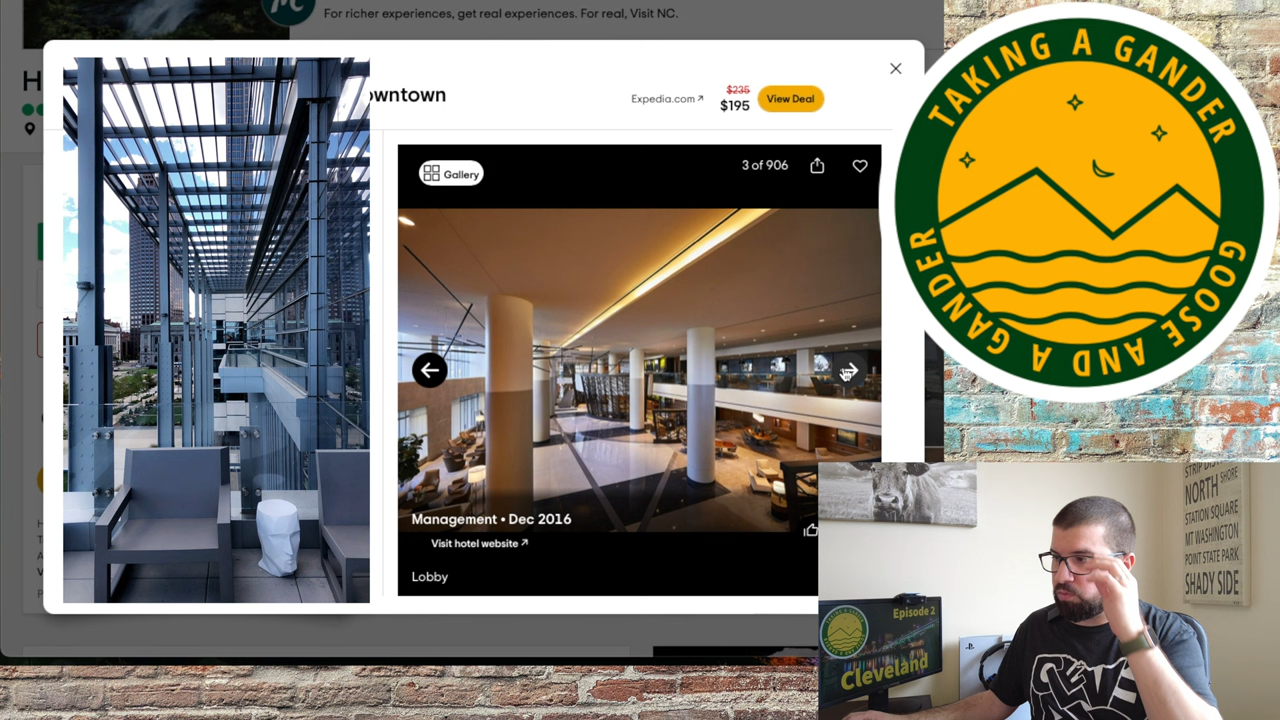 For richer experiences, get real experiences. For real, Visit NC.
H
owntown
Expedia.com
$235
$195
View Deal
Gallery
3 of 906
Management • Dec 2016
Visit hotel website
Lobby
TAKING A GANDER
GOOSE AND A GANDER
NORTH SHORE
STATION SQUARE
MT WASHINGTON
POINT STATE PARK
SHADY SIDE
Episode 2
Cleveland